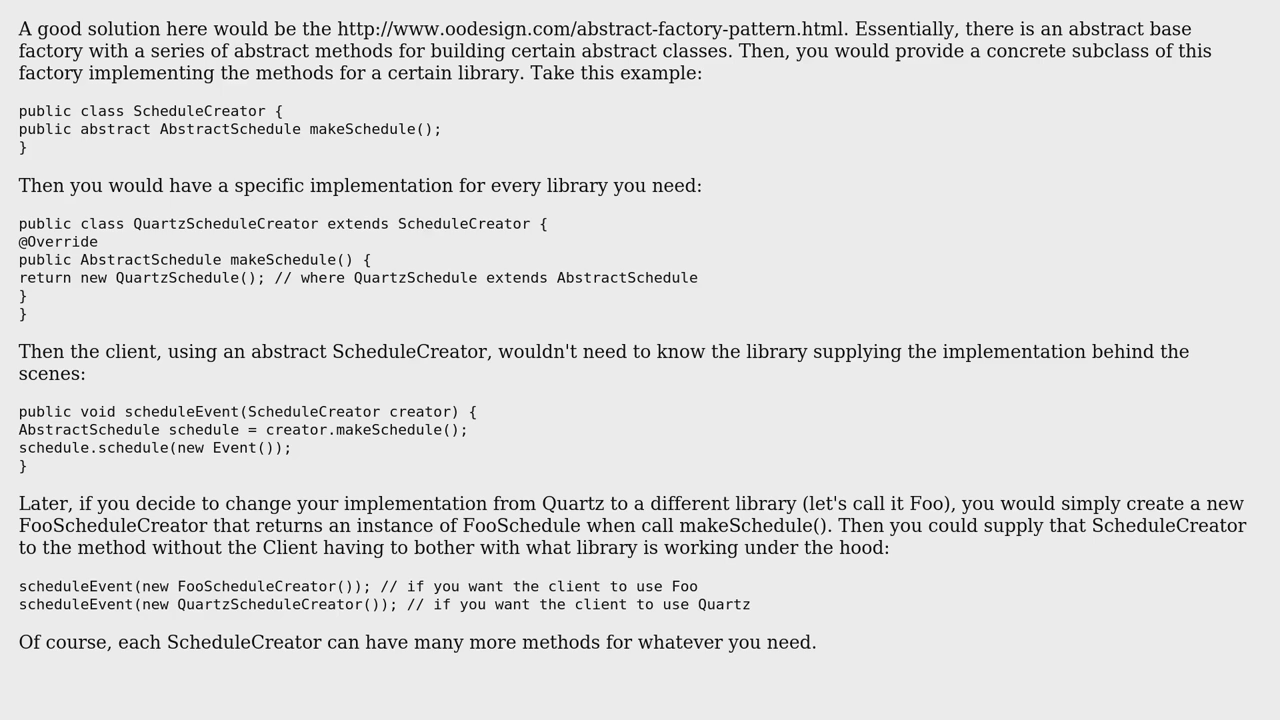 A good solution here would be the http://www.oodesign.com/abstract-factory-pattern.html. Essentially, there is an abstract base
factory with a series of abstract methods for building certain abstract classes. Then, you would provide a concrete subclass of this
factory implementing the methods for a certain library. Take this example:
public class ScheduleCreator {
public abstract AbstractSchedule makeSchedule();
}
Then you would have a specific implementation for every library you need:
public class QuartzScheduleCreator extends ScheduleCreator {
@Override
public AbstractSchedule makeSchedule() {
return new QuartzSchedule(); // where QuartzSchedule extends AbstractSchedule
}
}
Then the client, using an abstract ScheduleCreator, wouldn't need to know the library supplying the implementation behind the
scenes:
public void scheduleEvent(ScheduleCreator creator) {
AbstractSchedule schedule = creator.makeSchedule();
schedule.schedule(new Event());
}
Later, if you decide to change your implementation from Quartz to a different library (let's call it Foo), you would simply create a new
FooScheduleCreator that returns an instance of FooSchedule when call makeSchedule(). Then you could supply that ScheduleCreator
to the method without the Client having to bother with what library is working under the hood:
scheduleEvent(new FooScheduleCreator()); // if you want the client to use Foo
scheduleEvent(new QuartzScheduleCreator()); // if you want the client to use Quartz
Of course, each ScheduleCreator can have many more methods for whatever you need.